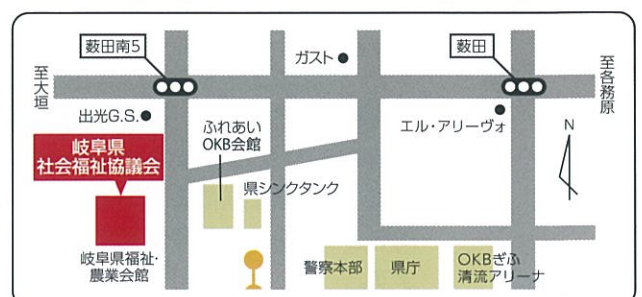 藪田南5
ガスト
藪田
至大垣
至各務原
出光G.S.
ふれあい
OKB会館
エル・アリーヴォ
N
岐阜県
社会福祉協議会
県シンクタンク
岐阜県福祉・
農業会館
警察本部
県庁
OKBぎふ
清流アリーナ